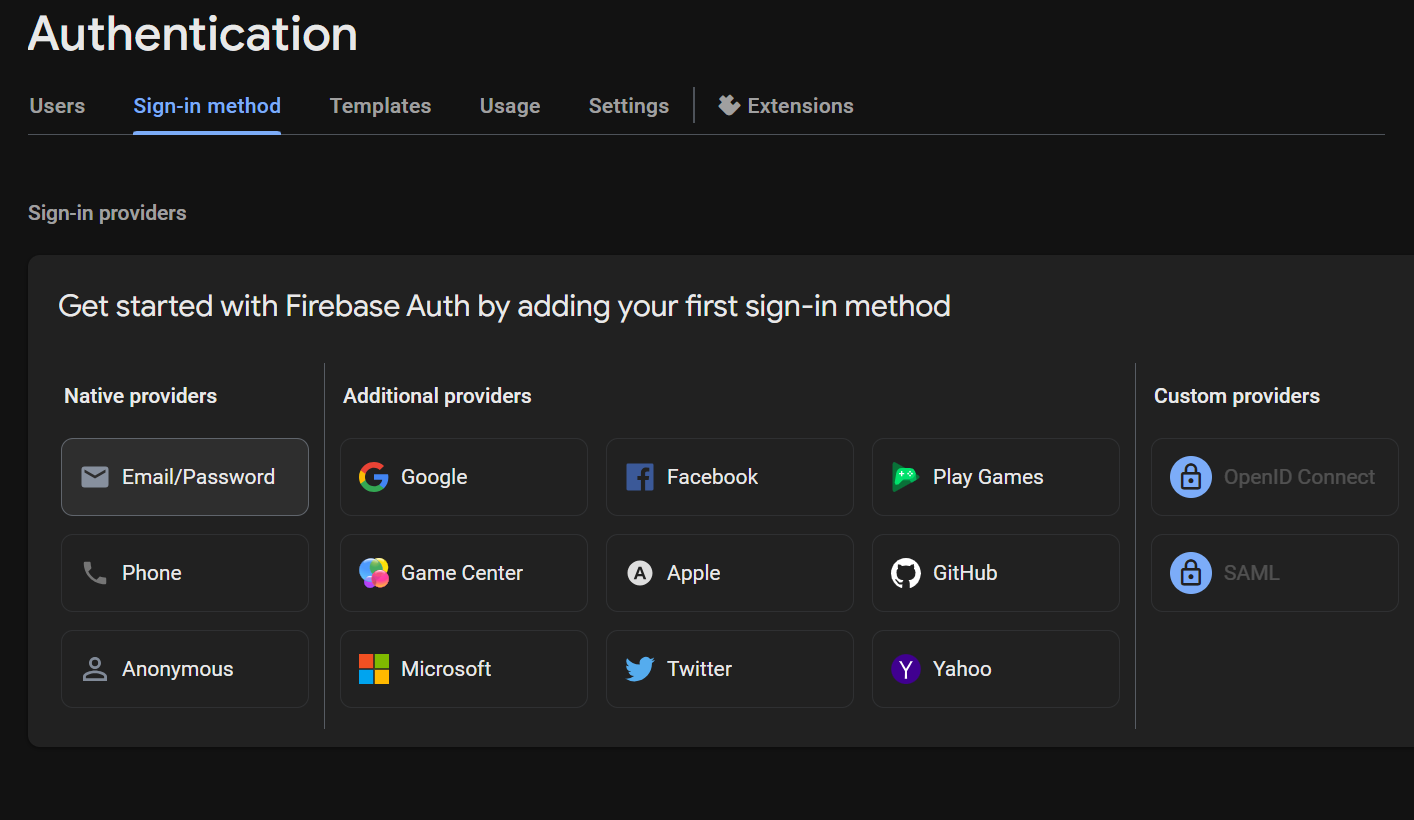 Authentication
Users Sign-in method Templates Usage Settings Extensions
Sign-in providers
Get started with Firebase Auth by adding your first sign-in method
Native providers
Email/Password
Phone
Anonymous
Additional providers
Google Facebook Play Games
Game Center Apple GitHub
Microsoft Twitter Yahoo
Custom providers
OpenID Connect
SAML